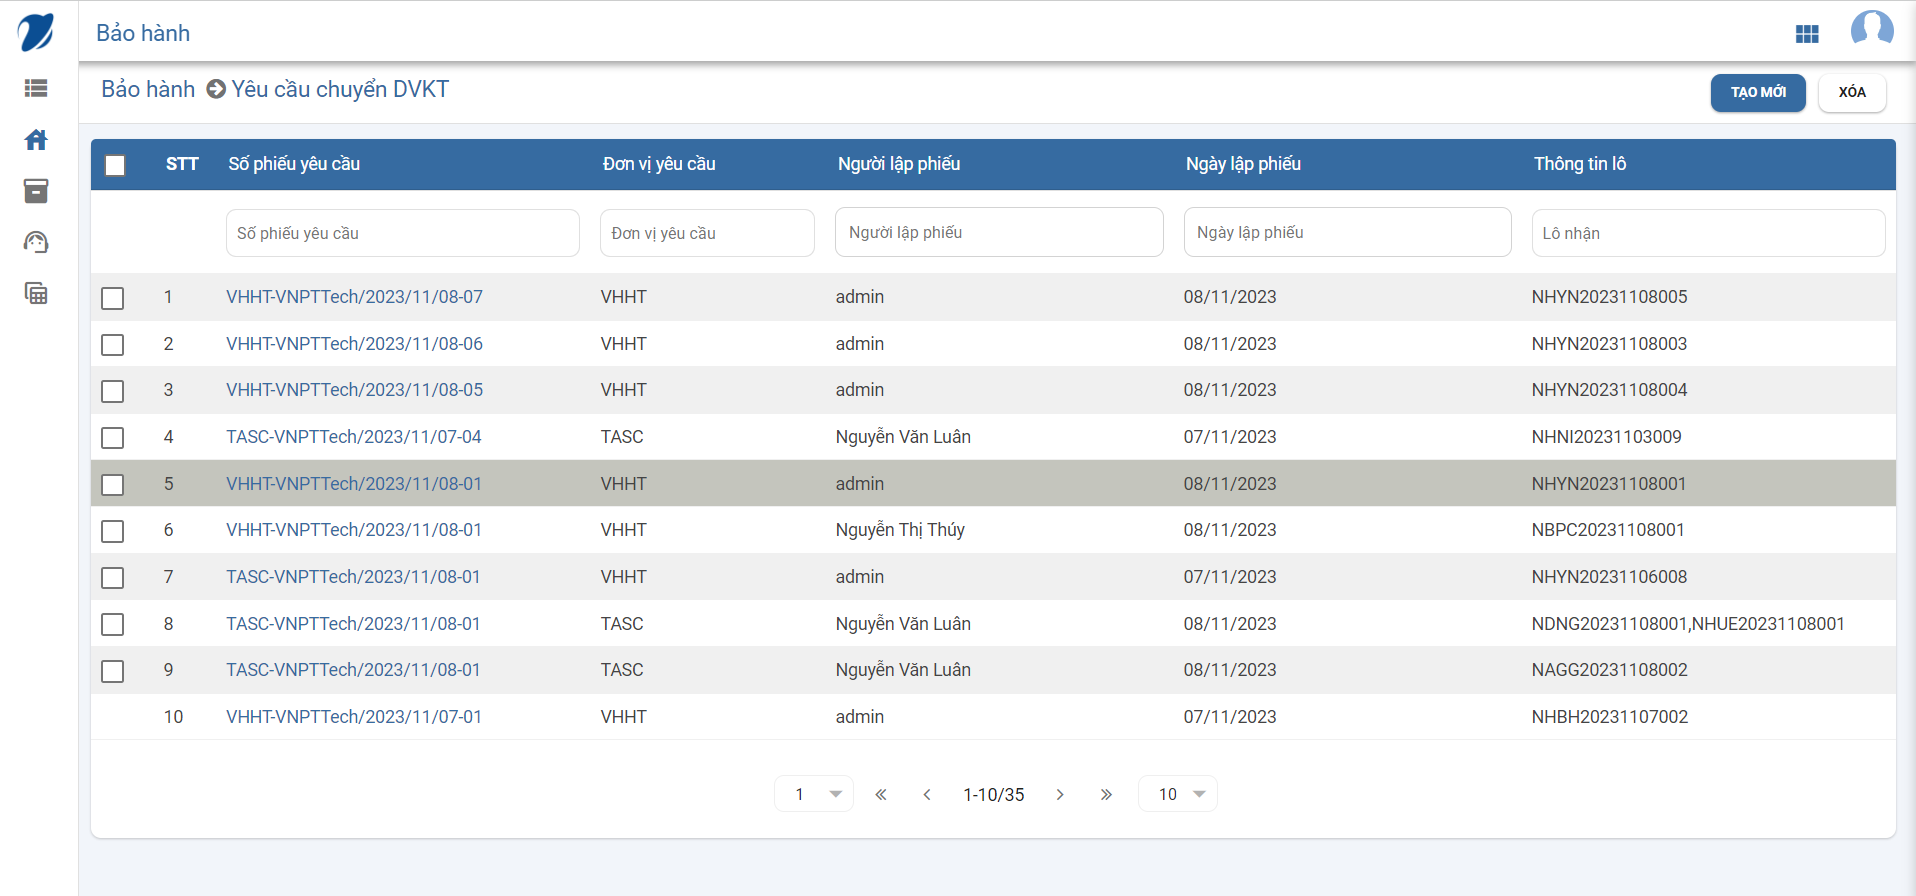 Bảo hành
Bảo hành Yêu cầu chuyển DVKT
TẠO MỚI XÓA
STT Số phiếu yêu cầu Đơn vị yêu cầu Người lập phiếu Ngày lập phiếu Thông tin lô
Số phiếu yêu cầu Đơn vị yêu cầu Người lập phiếu Ngày lập phiếu Lô nhận
1 VHHT-VNPTTech/2023/11/08-07 VHHT admin 08/11/2023 NHYN20231108005
2 VHHT-VNPTTech/2023/11/08-06 VHHT admin 08/11/2023 NHYN20231108003
3 VHHT-VNPTTech/2023/11/08-05 VHHT admin 08/11/2023 NHYN20231108004
4 TASC-VNPTTech/2023/11/07-04 TASC Nguyễn Văn Luân 07/11/2023 NHNI20231103009
5 VHHT-VNPTTech/2023/11/08-01 VHHT admin 08/11/2023 NHYN20231108001
6 VHHT-VNPTTech/2023/11/08-01 VHHT Nguyễn Thị Thúy 08/11/2023 NBPC20231108001
7 TASC-VNPTTech/2023/11/08-01 VHHT admin 07/11/2023 NHYN20231106008
8 TASC-VNPTTech/2023/11/08-01 TASC Nguyễn Văn Luân 08/11/2023 NDNG20231108001,NHUE20231108001
9 TASC-VNPTTech/2023/11/08-01 TASC Nguyễn Văn Luân 08/11/2023 NAGG20231108002
10 VHHT-VNPTTech/2023/11/07-01 VHHT admin 07/11/2023 NHBH20231107002
1 « ‹ 1-10/35 › » 10